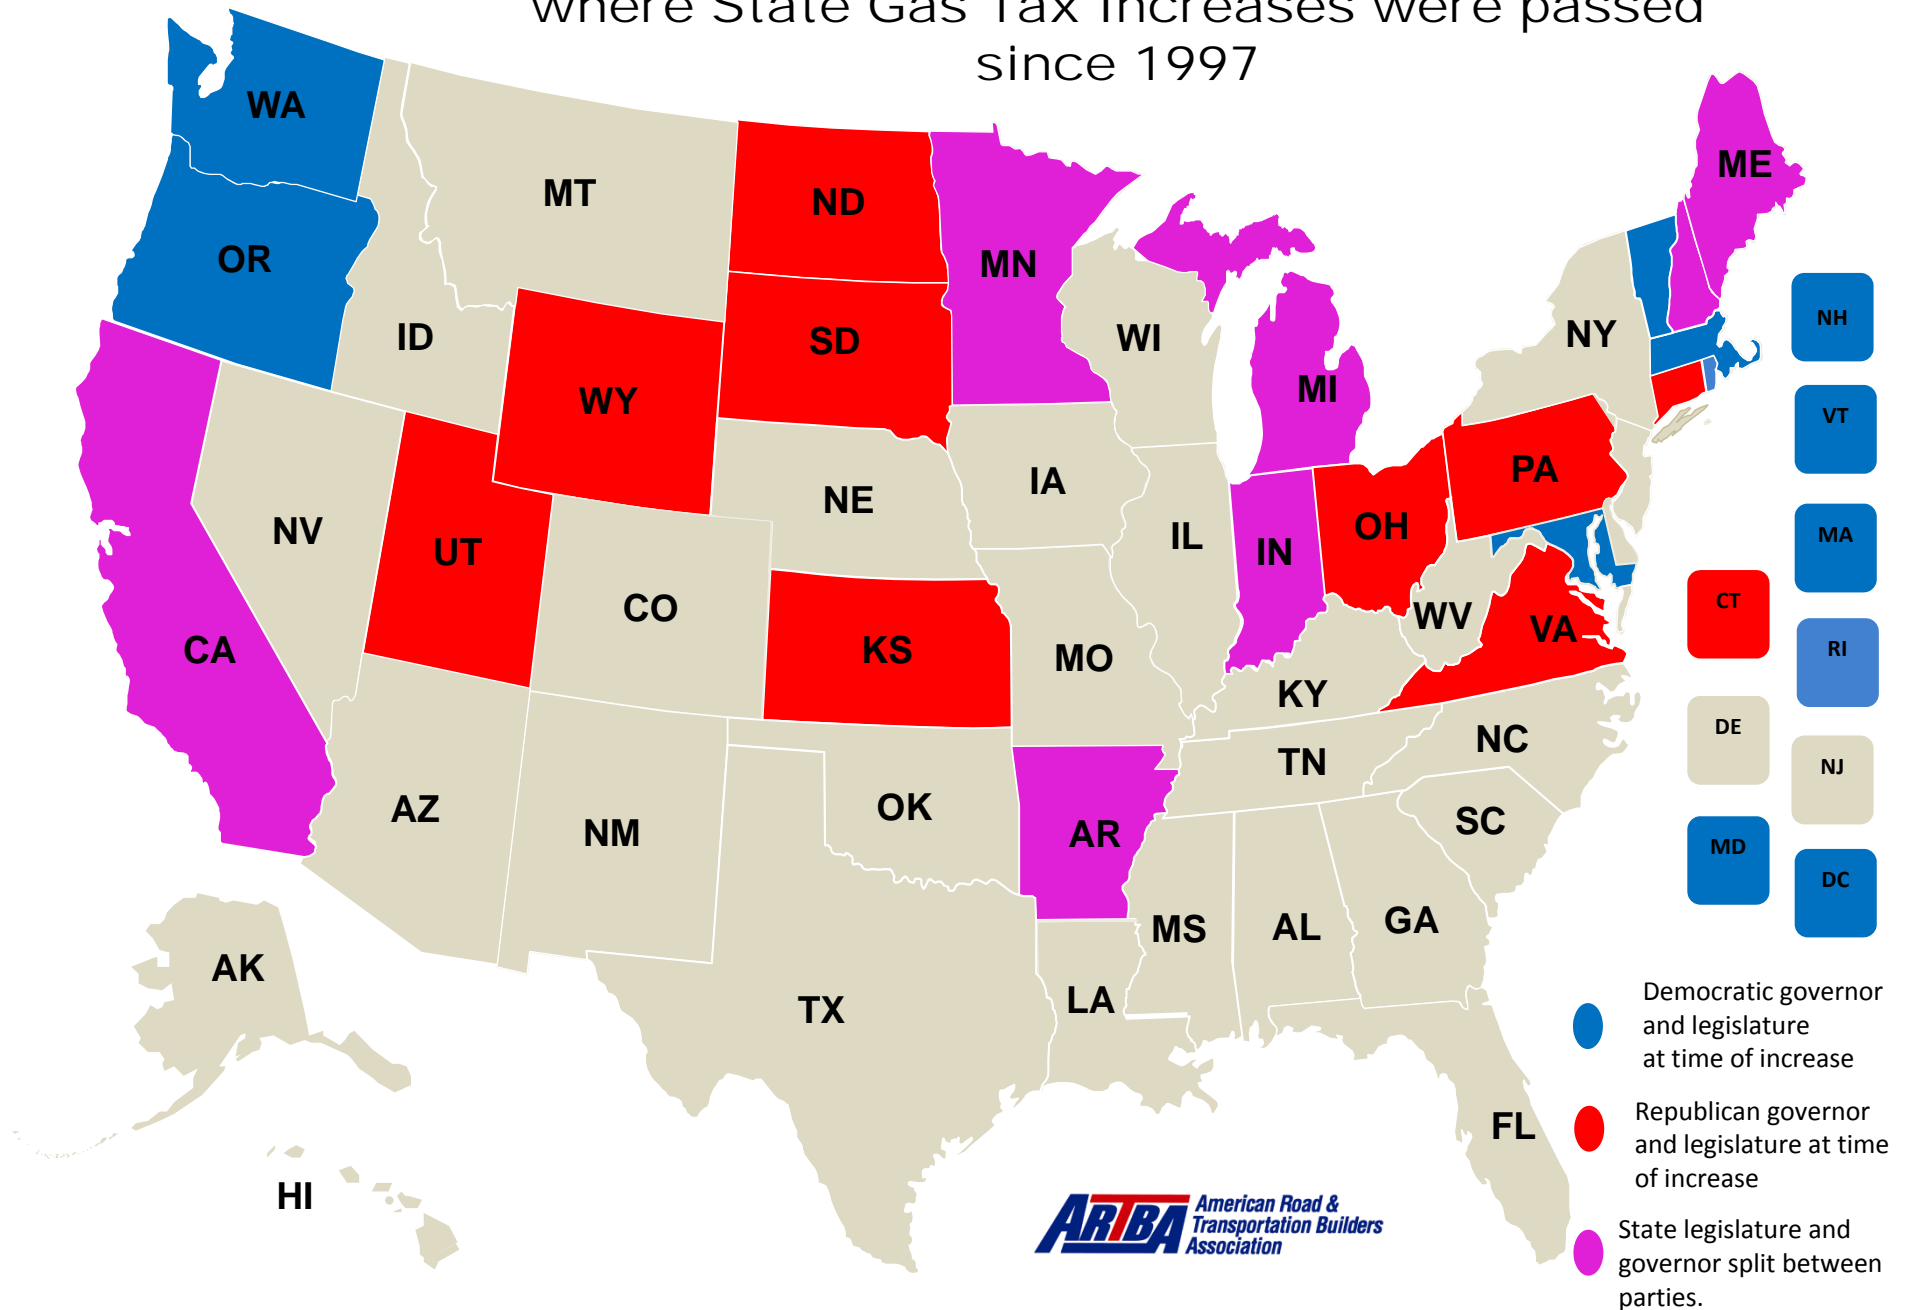 where State Gas Tax Increases were passed
since 1997
WA
MT
ND
MN
ME
OR
ID
WY
SD
WI
MI
NY
NH
VT
MA
CT
RI
DE
NJ
MD
DC
NV
UT
CO
NE
KS
IA
MO
IL
IN
OH
PA
WV
VA
KY
CA
AZ
NM
OK
AR
TN
NC
SC
MS
AL
GA
LA
TX
FL
AK
HI
Democratic governor
and legislature
at time of increase
Republican governor
and legislature at time
of increase
State legislature and
governor split between
parties.
ARTBA
American Road &
Transportation Builders
Association